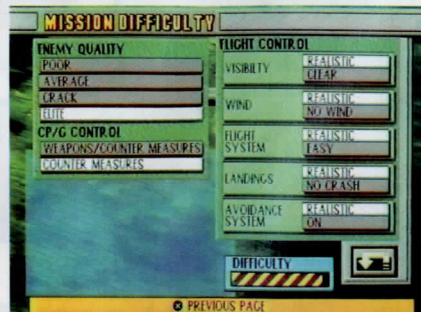 MISSION DIFFICULTY
ENEMY QUALITY
POOR
AVERAGE
CRACK
ELITE
CP/G CONTROL
WEAPONS/COUNTER MEASURES
COUNTER MEASURES
FLIGHT CONTROL
VISIBILTY
REALISTIC
CLEAR
WIND
REALISTIC
NO WIND
FLIGHT
SYSTEM
REALISTIC
EASY
LANDINGS
REALISTIC
NO CRASH
AVOIDANCE
SYSTEM
REALISTIC
ON
DIFFICULTY
PREVIOUS PAGE